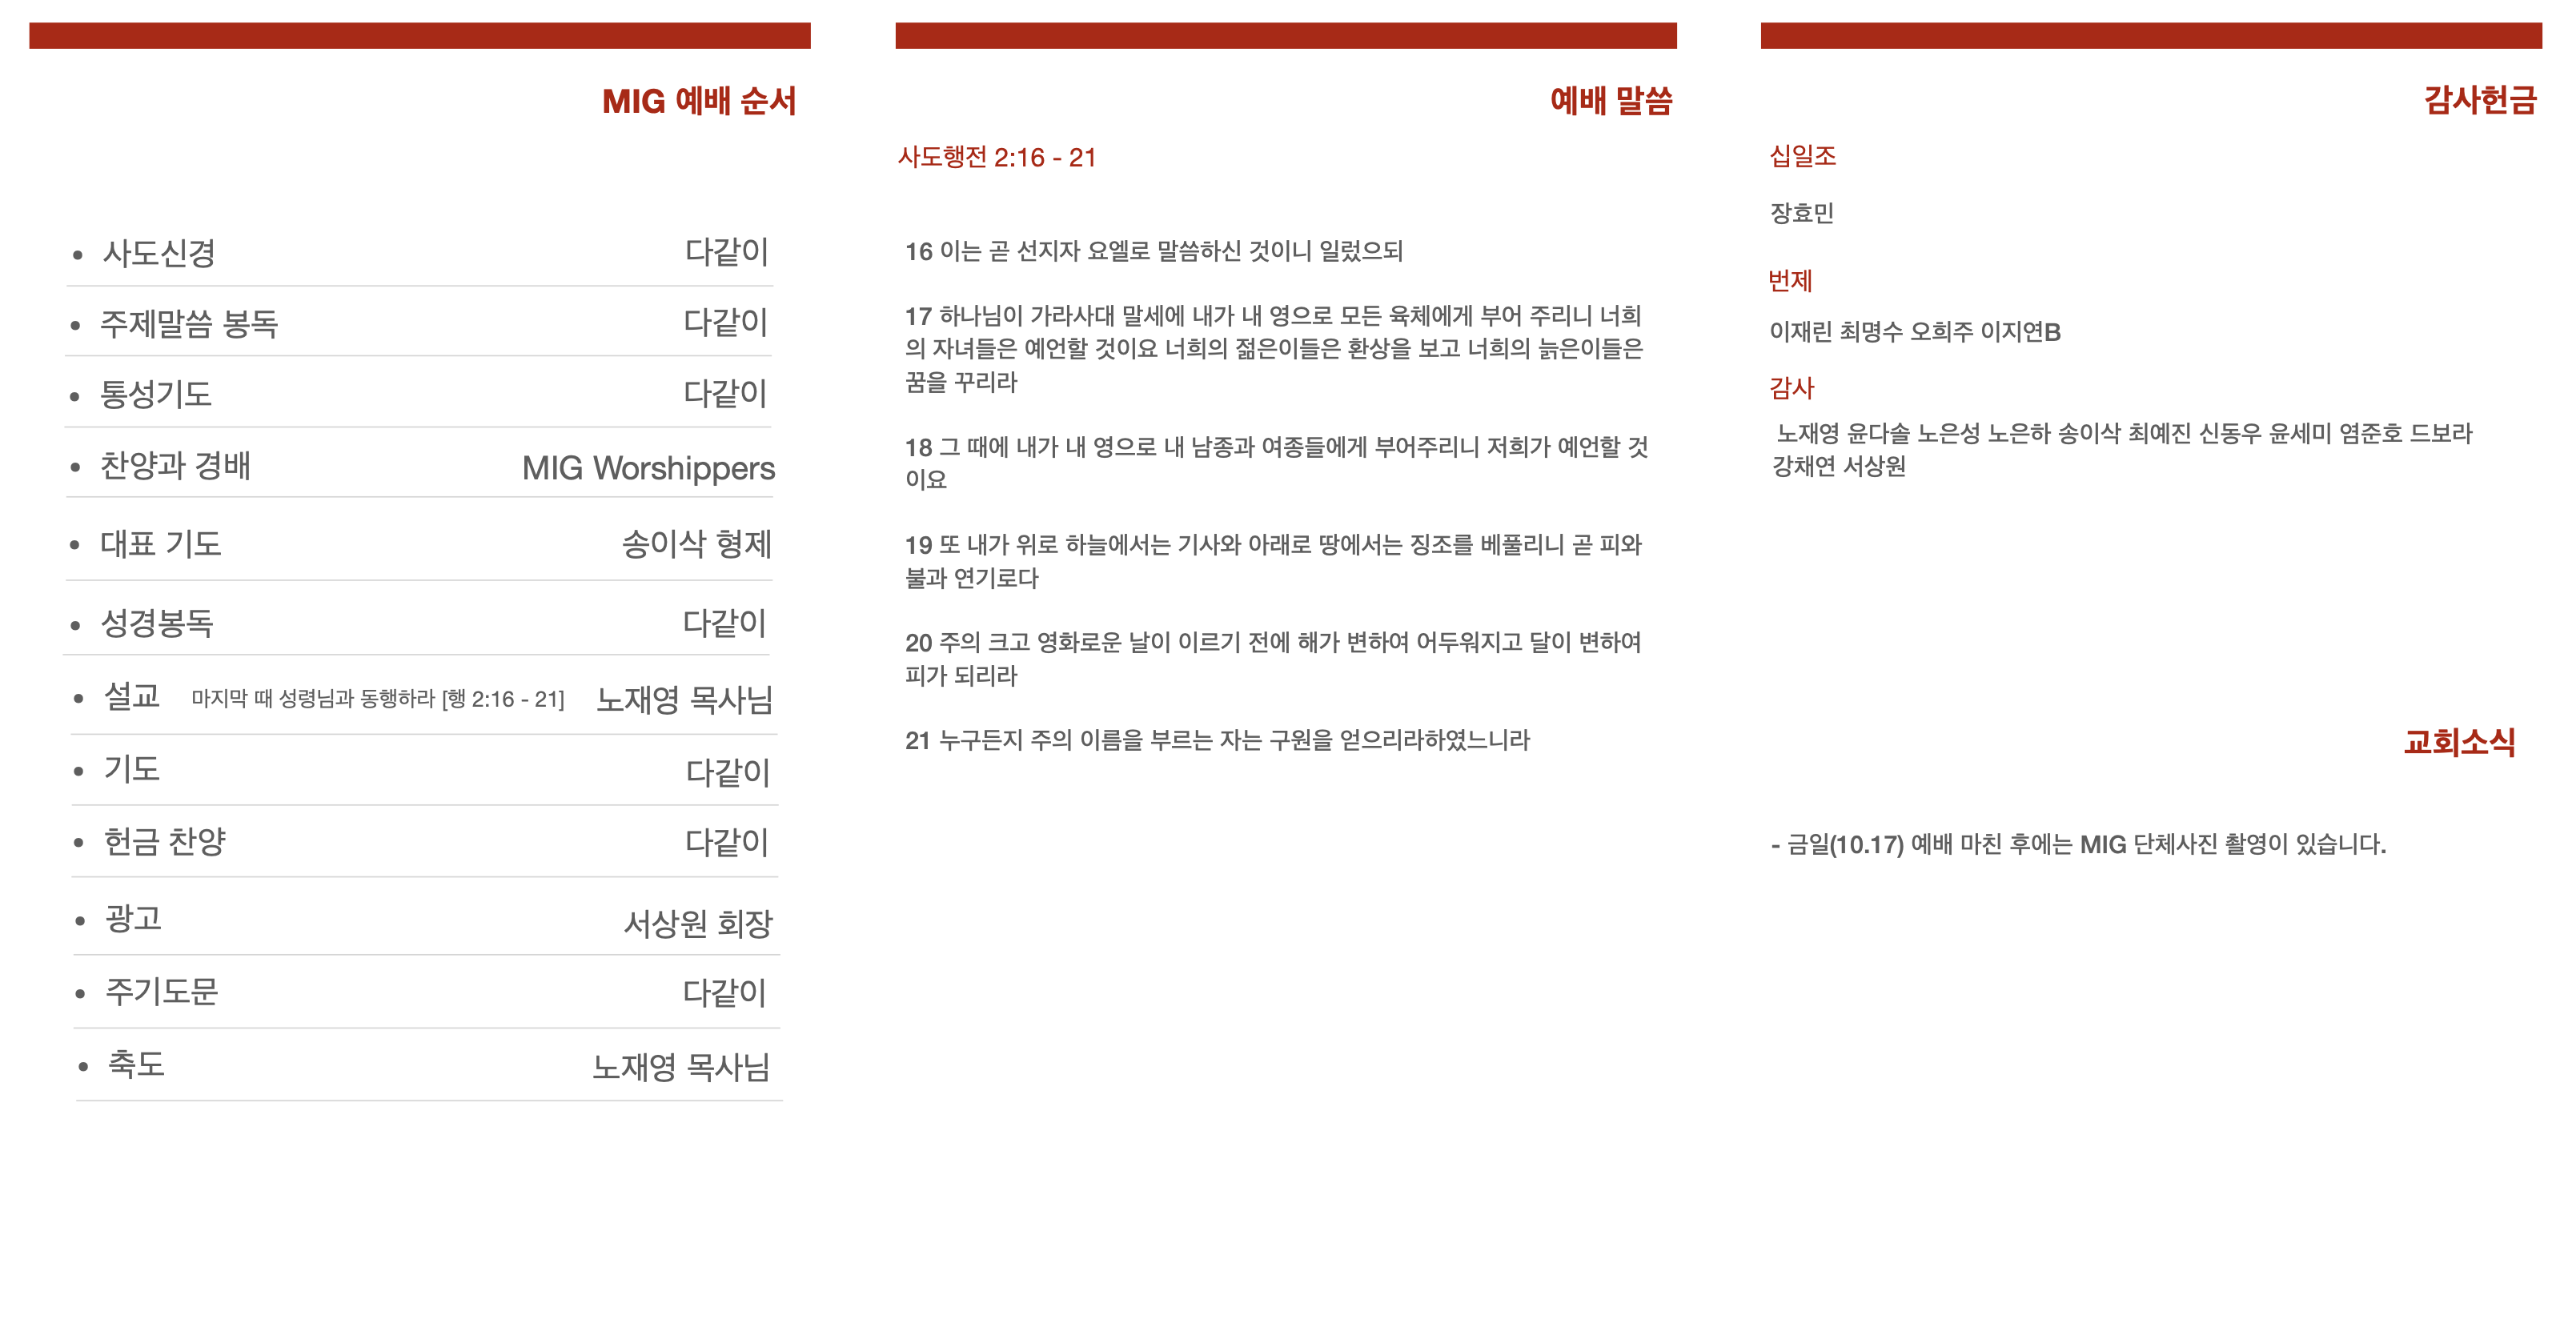 MIG 예배 순서
• 사도신경 다같이
• 주제말씀 봉독 다같이
• 통성기도 다같이
• 찬양과 경배 MIG Worshippers
• 대표 기도 송이삭 형제
• 성경봉독 다같이
• 설교 마지막 때 성령님과 동행하라 [행 2:16 - 21] 노재영 목사님
• 기도 다같이
• 헌금 찬양 다같이
• 광고 서상원 회장
• 주기도문 다같이
• 축도 노재영 목사님
예배 말씀
사도행전 2:16 - 21
16 이는 곧 선지자 요엘로 말씀하신 것이니 일렀으되
17 하나님이 가라사대 말세에 내가 내 영으로 모든 육체에게 부어 주리니 너희
의 자녀들은 예언할 것이요 너희의 젊은이들은 환상을 보고 너희의 늙은이들은
꿈을 꾸리라
18 그 때에 내가 내 영으로 내 남종과 여종들에게 부어주리니 저희가 예언할 것
이요
19 또 내가 위로 하늘에서는 기사와 아래로 땅에서는 징조를 베풀리니 곧 피와
불과 연기로다
20 주의 크고 영화로운 날이 이르기 전에 해가 변하여 어두워지고 달이 변하여
피가 되리라
21 누구든지 주의 이름을 부르는 자는 구원을 얻으리라하였느니라
감사헌금
십일조
장효민
번제
이재린 최명수 오희주 이지연B
감사
노재영 윤다솔 노은성 노은하 송이삭 최예진 신동우 윤세미 염준호 드보라
강채연 서상원
교회소식
- 금일(10.17) 예배 마친 후에는 MIG 단체사진 촬영이 있습니다.